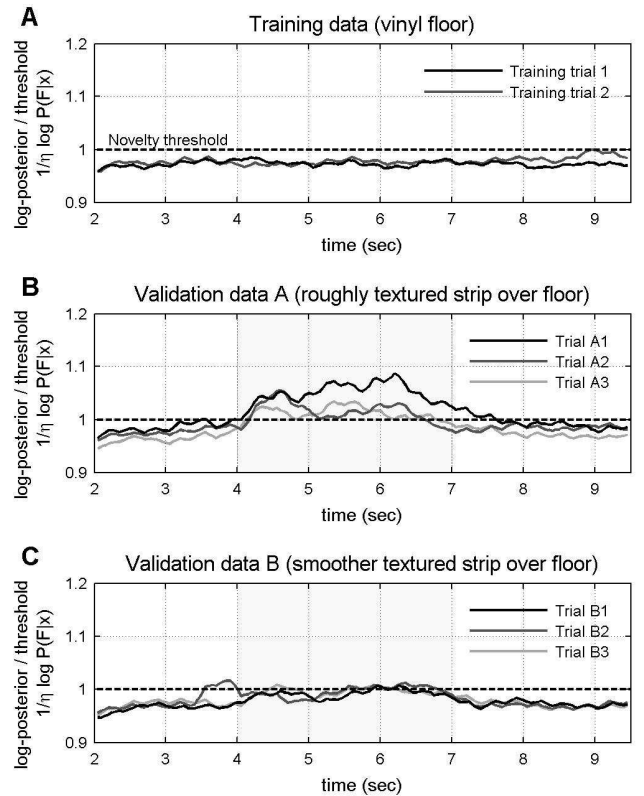 A
Training data (vinyl floor)
log-posterior / threshold
1/η log P(F|x)
1.2
1.1
1
0.9
Training trial 1
Training trial 2
Novelty threshold
2 3 4 5 6 7 8 9
time (sec)
B
Validation data A (roughly textured strip over floor)
log-posterior / threshold
1/η log P(F|x)
1.2
1.1
1
0.9
Trial A1
Trial A2
Trial A3
2 3 4 5 6 7 8 9
time (sec)
C
Validation data B (smoother textured strip over floor)
log-posterior / threshold
1/η log P(F|x)
1.2
1.1
1
0.9
Trial B1
Trial B2
Trial B3
2 3 4 5 6 7 8 9
time (sec)